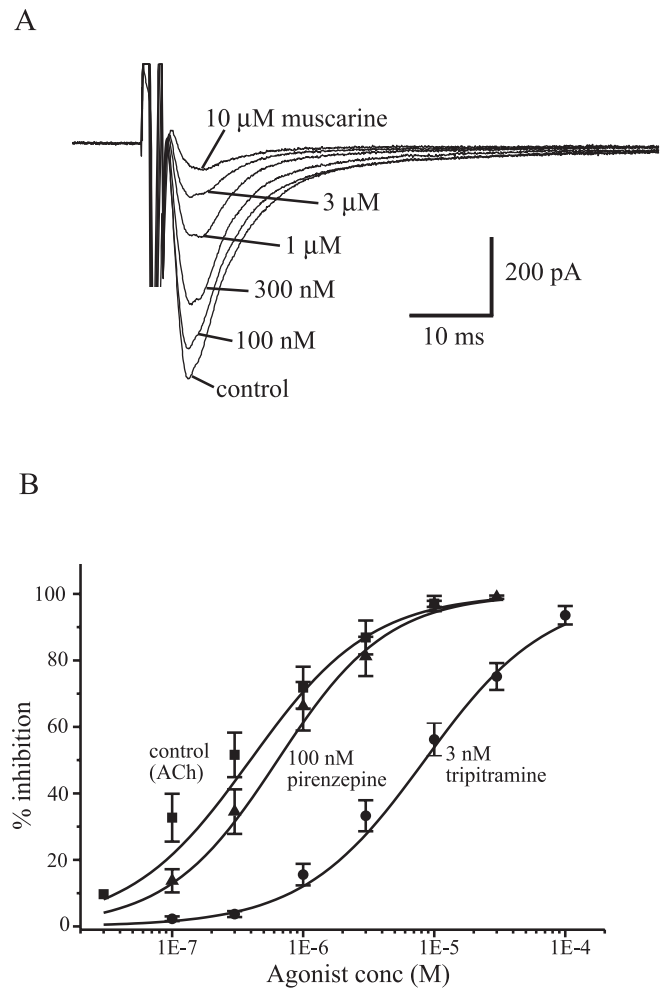 A
10 μM muscarine
3 μM
1 μM
300 nM
100 nM
control
200 pA
10 ms
B
% inhibition
100
80
60
40
20
0
control
(ACh)
100 nM
pirenzepine
3 nM
tripitramine
1E-7
1E-6
1E-5
1E-4
Agonist conc (M)